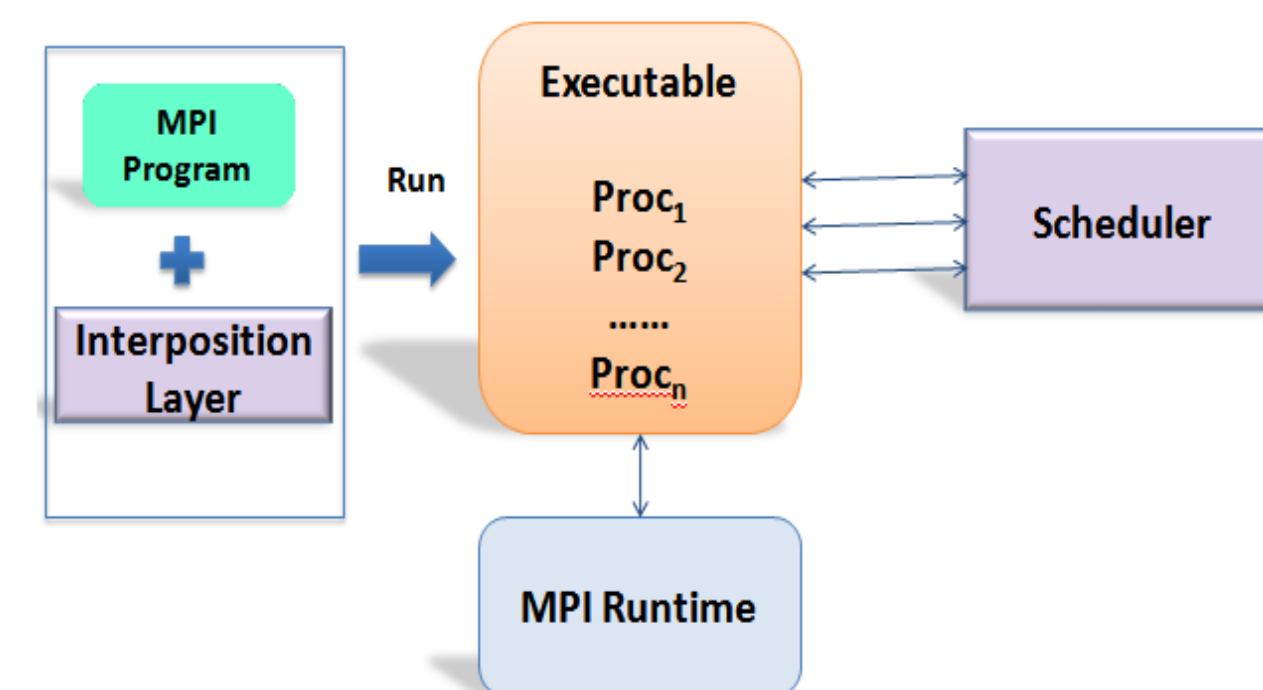 MPI
Program
Interposition
Layer
Run
Executable
Proc₁
Proc₂
......
Procₙ
Scheduler
MPI Runtime